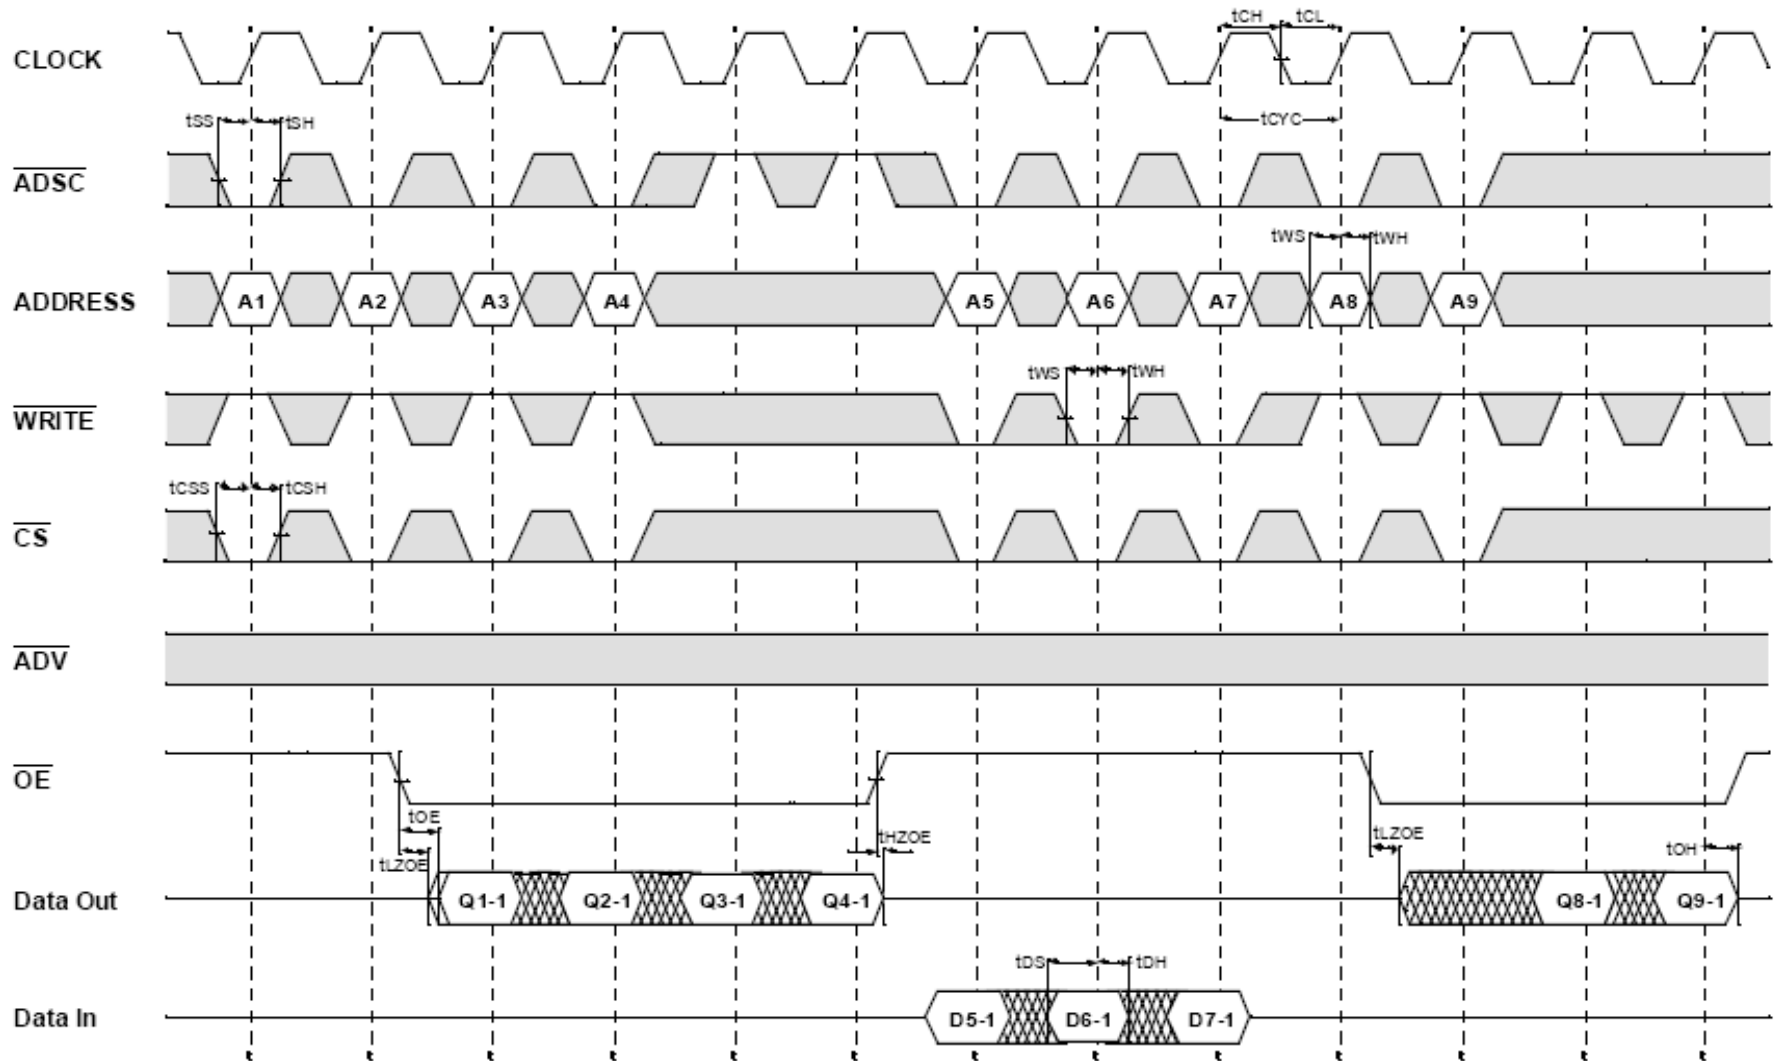 tCH tCL
CLOCK
tSS tSH tCYC
ADSC
tWS tWH
ADDRESS A1 A2 A3 A4 A5 A6 A7 A8 A9
tWS tWH
WRITE
tCSS tCSH
CS
ADV
OE
tOE tHZOE tLZOE
tLZOE tOH
Data Out Q1-1 Q2-1 Q3-1 Q4-1 Q8-1 Q9-1
tDS tDH
Data In D5-1 D6-1 D7-1
t t t t t t t t t t t t t